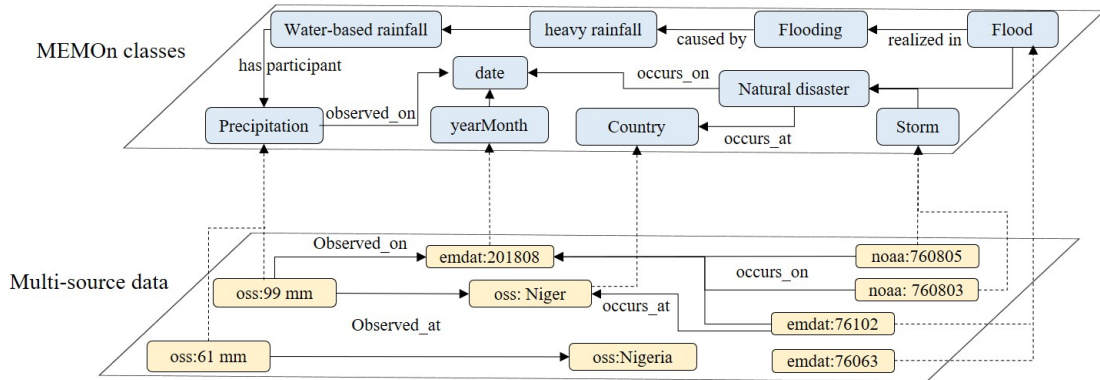 Water-based rainfall
heavy rainfall
Flooding
Flood
MEMOn classes
caused by
realized in
has participant
date
occurs_on
Natural disaster
observed_on
Precipitation
yearMonth
Country
Storm
occurs_at
Observed_on
emdat:201808
noaa:760805
Multi-source data
occurs_on
oss:99 mm
oss: Niger
noaa: 760803
occurs_at
Observed_at
emdat:76102
oss:61 mm
oss:Nigeria
emdat:76063